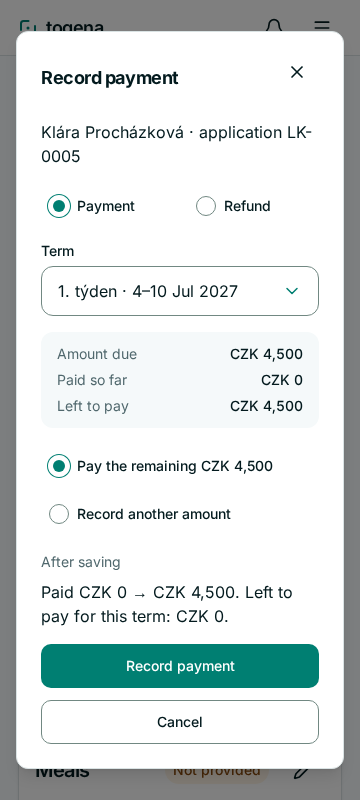 togena
Record payment
Klára Procházková · application LK-
0005
Payment
Refund
Term
1. týden · 4–10 Jul 2027
Amount due CZK 4,500
Paid so far CZK 0
Left to pay CZK 4,500
Pay the remaining CZK 4,500
Record another amount
After saving
Paid CZK 0 → CZK 4,500. Left to
pay for this term: CZK 0.
Record payment
Cancel
Meals Not provided